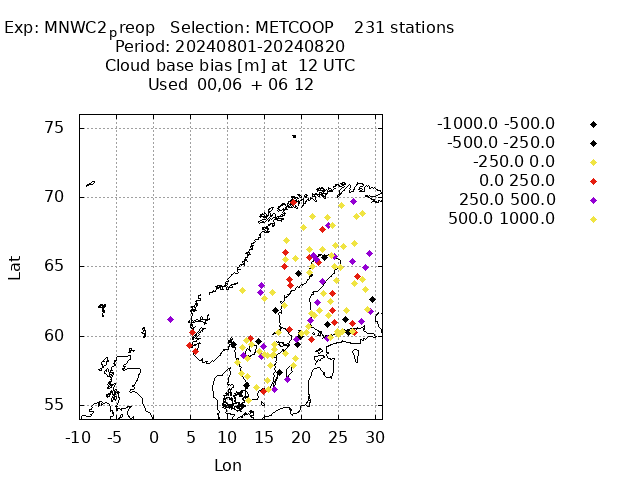 Exp: MNWC2preop Selection: METCOOP 231 stations
Period: 20240801-20240820
Cloud base bias [m] at 12 UTC
Used 00,06 + 06 12
-1000.0 -500.0
-500.0 -250.0
-250.0 0.0
0.0 250.0
250.0 500.0
500.0 1000.0
75
70
65
60
55
Lat
-10 -5 0 5 10 15 20 25 30
Lon